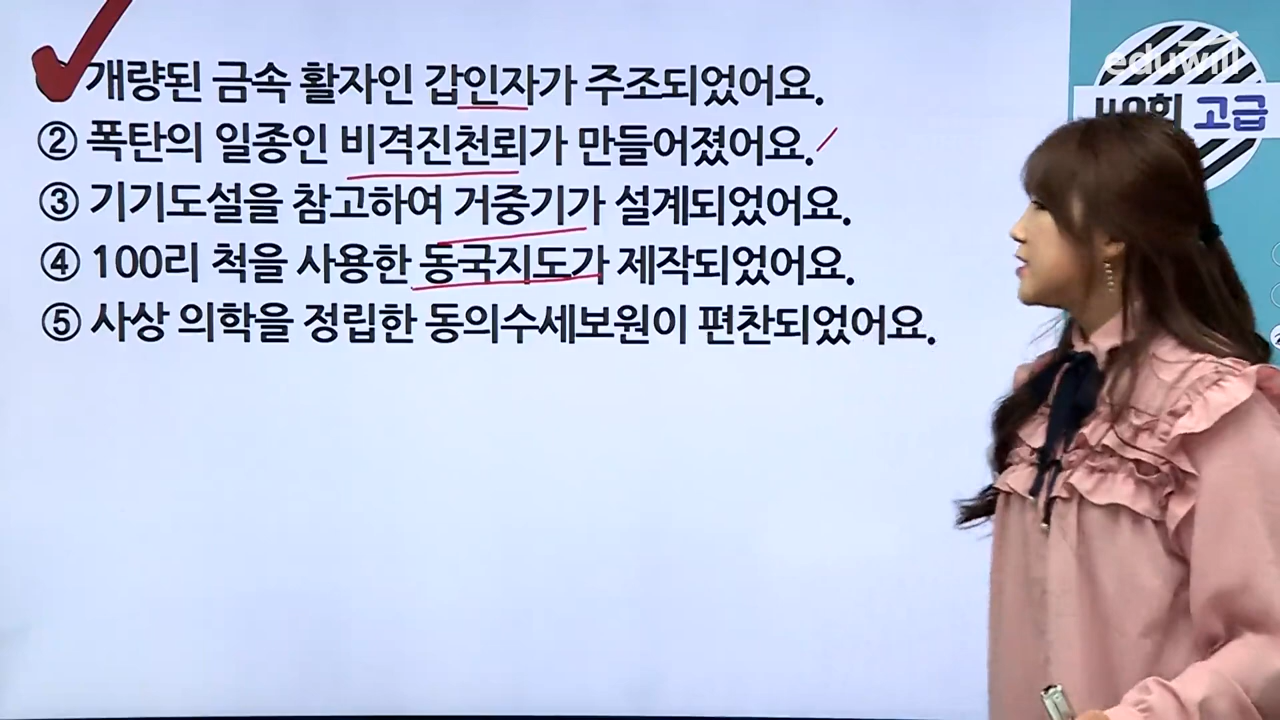 개량된 금속 활자인 갑인자가 주조되었어요.
② 폭탄의 일종인 비격진천뢰가 만들어졌어요.
③ 기기도설을 참고하여 거중기가 설계되었어요.
④ 100리 척을 사용한 동국지도가 제작되었어요.
⑤ 사상 의학을 정립한 동의수세보원이 편찬되었어요.
eduwill
고급